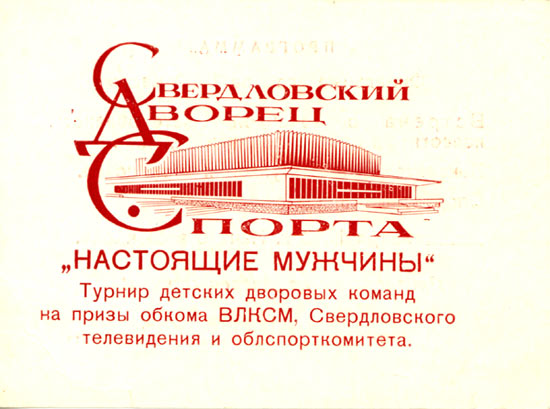 СВЕРДЛОВСКИЙ
ДВОРЕЦ
СПОРТА
„НАСТОЯЩИЕ МУЖЧИНЫ“
Турнир детских дворовых команд
на призы обкома ВЛКСМ, Свердловского
телевидения и облспорткомитета.